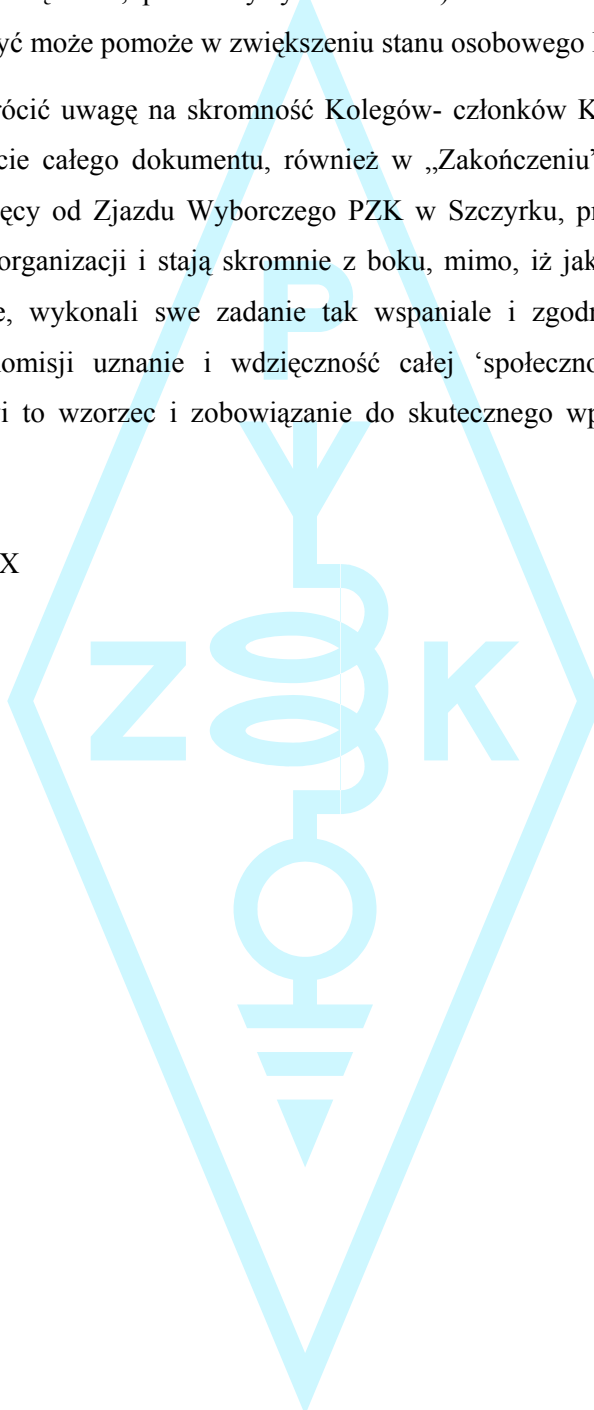 yć może pomoże w zwiększeniu stanu osobowego
rócić uwagę na skromność Kolegów- członków K
cie całego dokumentu, również w „Zakończeniu”
ęcy od Zjazdu Wyborczego PZK w Szczyrku, pr
organizacji i stają skromnie z boku, mimo, iż jak
e, wykonali swe zadanie tak wspaniale i zgodn
omisji uznanie i wdzięczność całej ‘społeczno
i to wzorzec i zobowiązanie do skutecznego wp
X
P
Z K